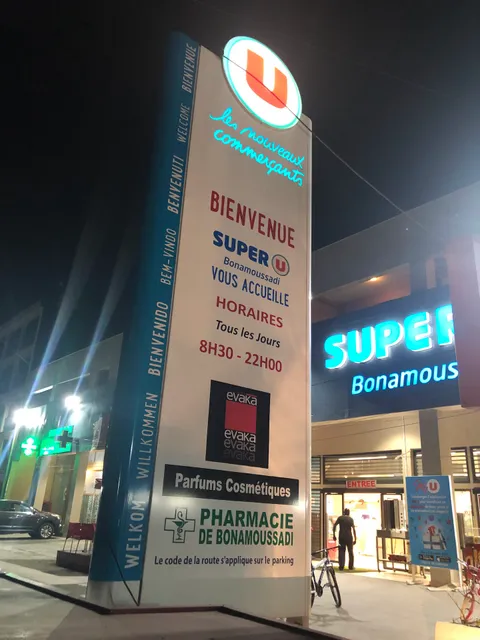 U
les nouveaux
commerçants
BIENVENUE
SUPER U
Bonamoussadi
VOUS ACCUEILLE
HORAIRES
Tous les Jours
8H30 - 22H00
evaka
evaka
evaka
Parfums Cosmétiques
PHARMACIE
DE BONAMOUSSADI
Le code de la route s'applique sur le parking
WELKOM WILLKOMMEN BIENVENIDO BEM-VINDO BENVENUTI WELCOME BIENVENUE
SUPER
Bonamous
ENTREE